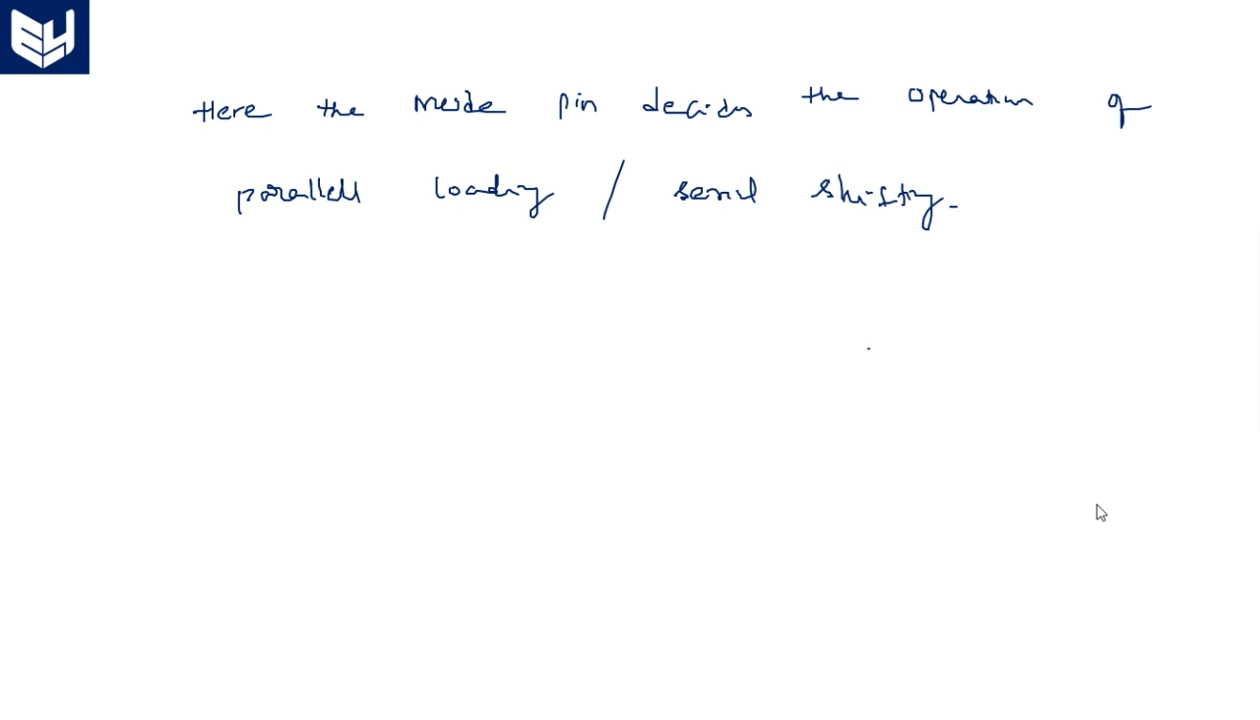 Here the mode pin decides the operation of
parallel loading / serial shifting.